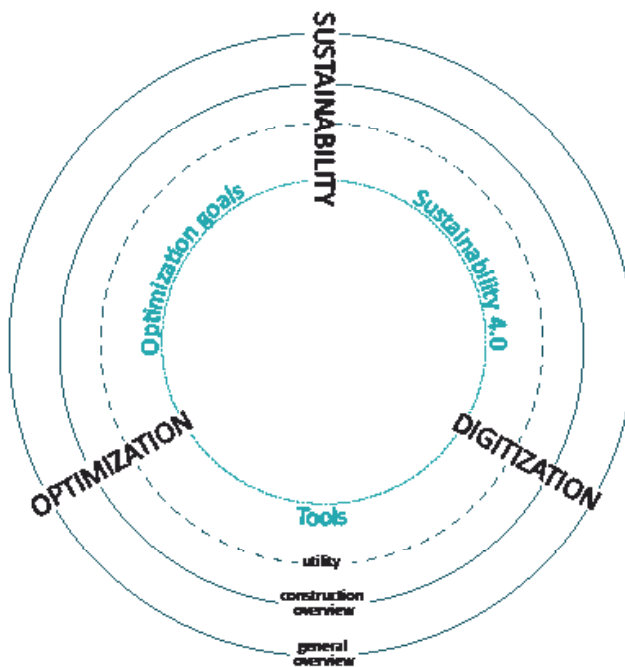 SUSTAINABILITY
Optimization goals
Sustainability 4.0
OPTIMIZATION
DIGITIZATION
Tools
utility
construction
overview
general
overview